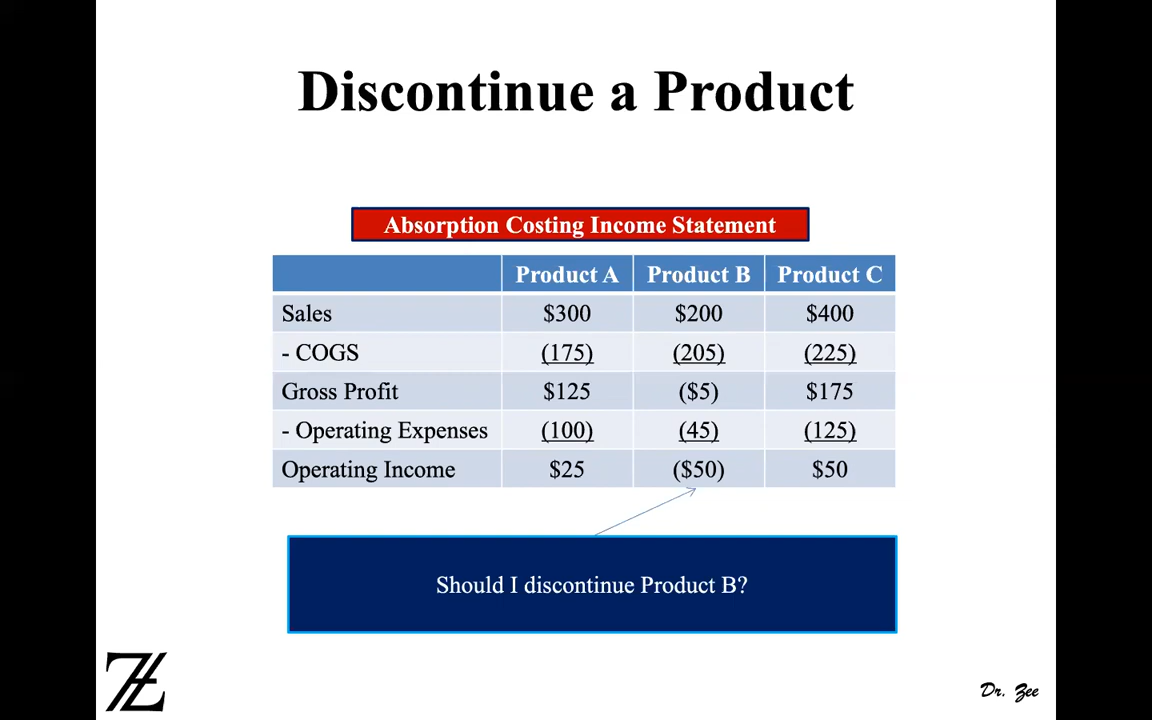 Discontinue a Product
Absorption Costing Income Statement
Product A Product B Product C
Sales $300 $200 $400
- COGS (175) (205) (225)
Gross Profit $125 ($5) $175
- Operating Expenses (100) (45) (125)
Operating Income $25 ($50) $50
Should I discontinue Product B?
Dr. Zee